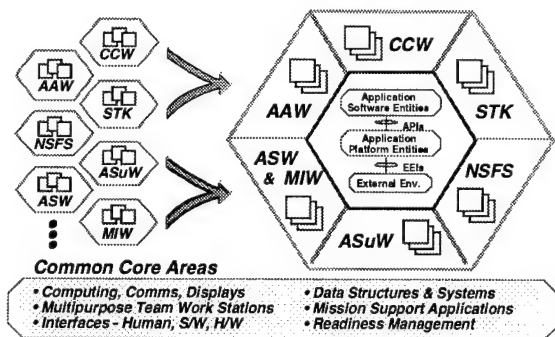 CCW
AAW
STK
NSFS
ASuW
ASW
MIW
CCW
AAW
STK
ASW
& MIW
NSFS
ASuW
Application
Software Entities
APIs
Application
Platform Entities
EEIs
External Env.
Common Core Areas
• Computing, Comms, Displays
• Multipurpose Team Work Stations
• Interfaces - Human, S/W, H/W
• Data Structures & Systems
• Mission Support Applications
• Readiness Management